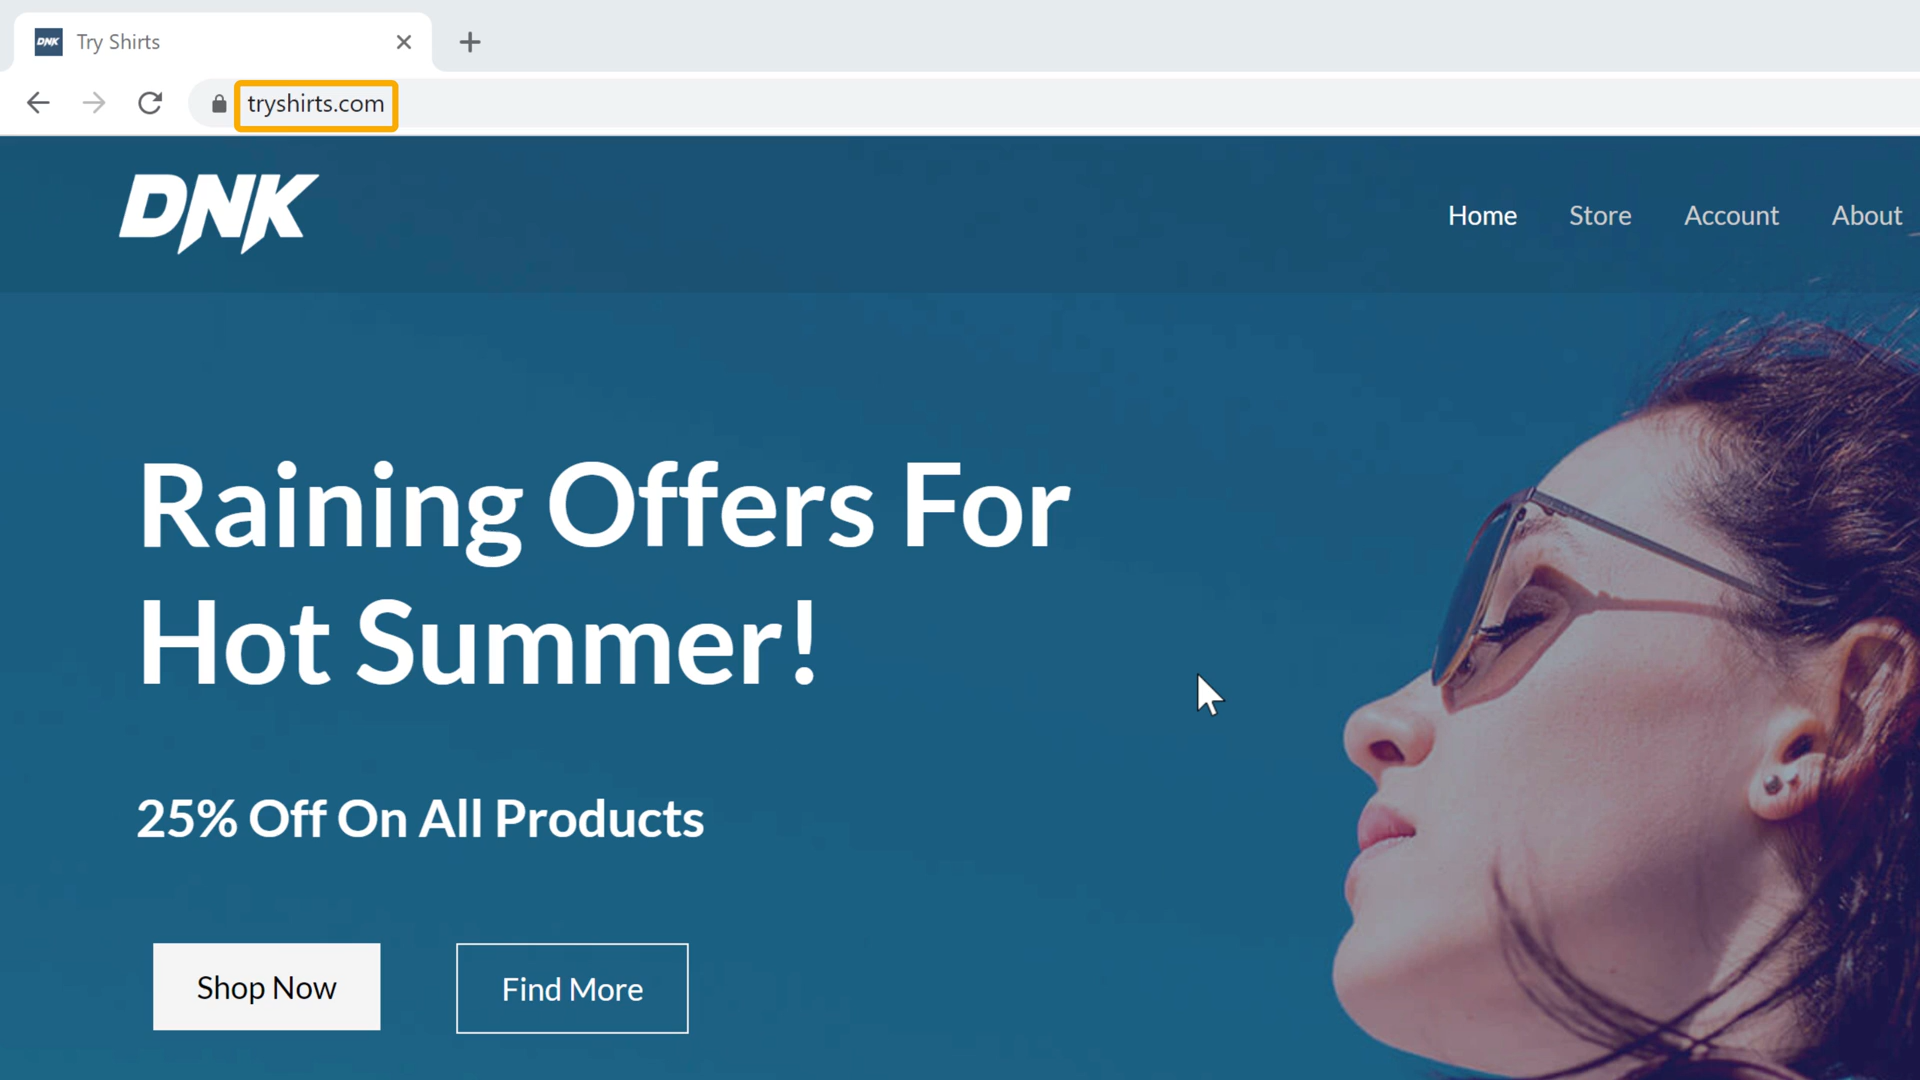 DNK Try Shirts
tryshirts.com
DNK
Home Store Account About
Raining Offers For
Hot Summer!
25% Off On All Products
Shop Now Find More